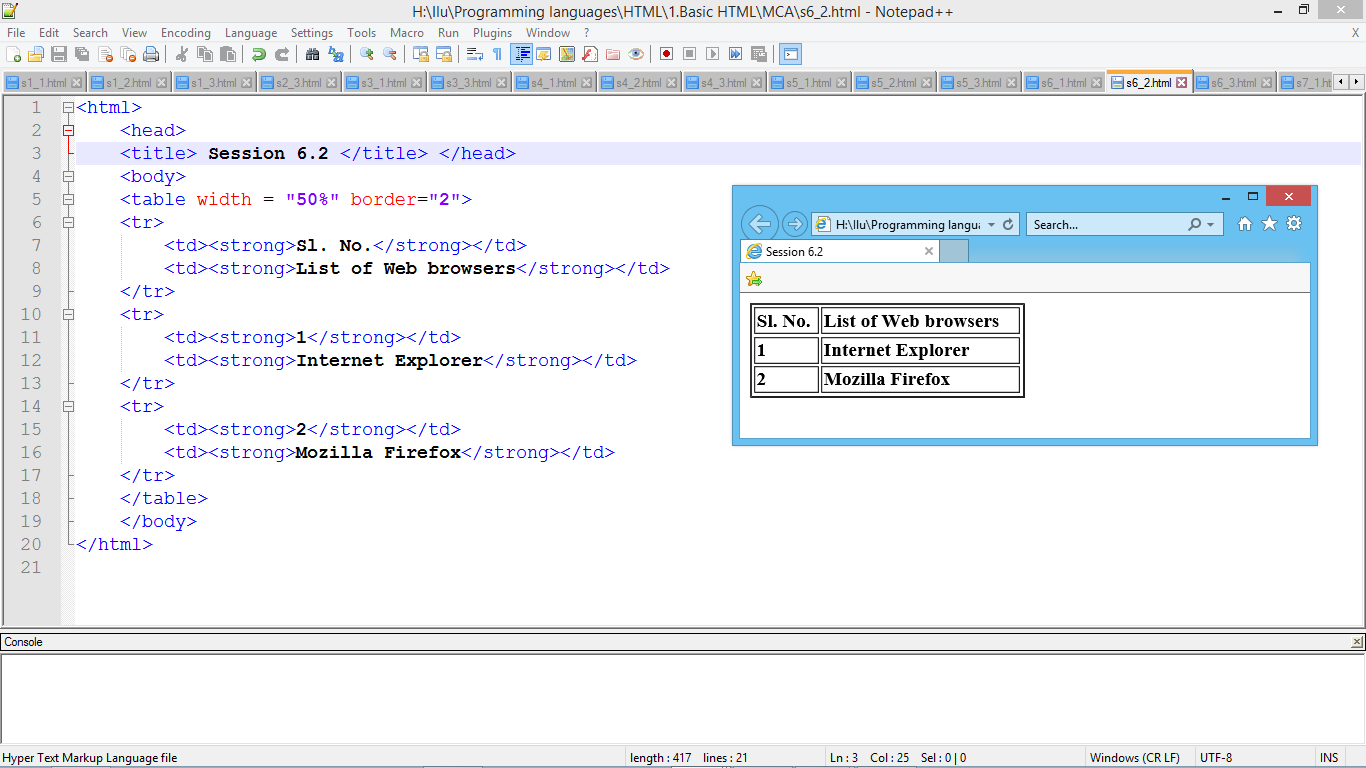 H:\Ilu\Programming languages\HTML\1.Basic HTML\MCA\s6_2.html - Notepad++
File Edit Search View Encoding Language Settings Tools Macro Run Plugins Window ? X
s1_1.html s1_2.html s1_3.html s2_3.html s3_1.html s3_3.html s4_1.html s4_2.html s4_3.html s5_1.html s5_2.html s5_3.html s6_1.html s6_2.html s6_3.html s7_1.ht
1 <html>
2 <head>
3 <title> Session 6.2 </title> </head>
4 <body>
5 <table width = "50%" border="2">
6 <tr>
7 <td><strong>Sl. No.</strong></td>
8 <td><strong>List of Web browsers</strong></td>
9 </tr>
10 <tr>
11 <td><strong>1</strong></td>
12 <td><strong>Internet Explorer</strong></td>
13 </tr>
14 <tr>
15 <td><strong>2</strong></td>
16 <td><strong>Mozilla Firefox</strong></td>
17 </tr>
18 </table>
19 </body>
20 </html>
21
H:\Ilu\Programming langu Search...
Session 6.2
Sl. No. List of Web browsers
1 Internet Explorer
2 Mozilla Firefox
Console
Hyper Text Markup Language file length : 417 lines : 21 Ln : 3 Col : 25 Sel : 0 | 0 Windows (CR LF) UTF-8 INS